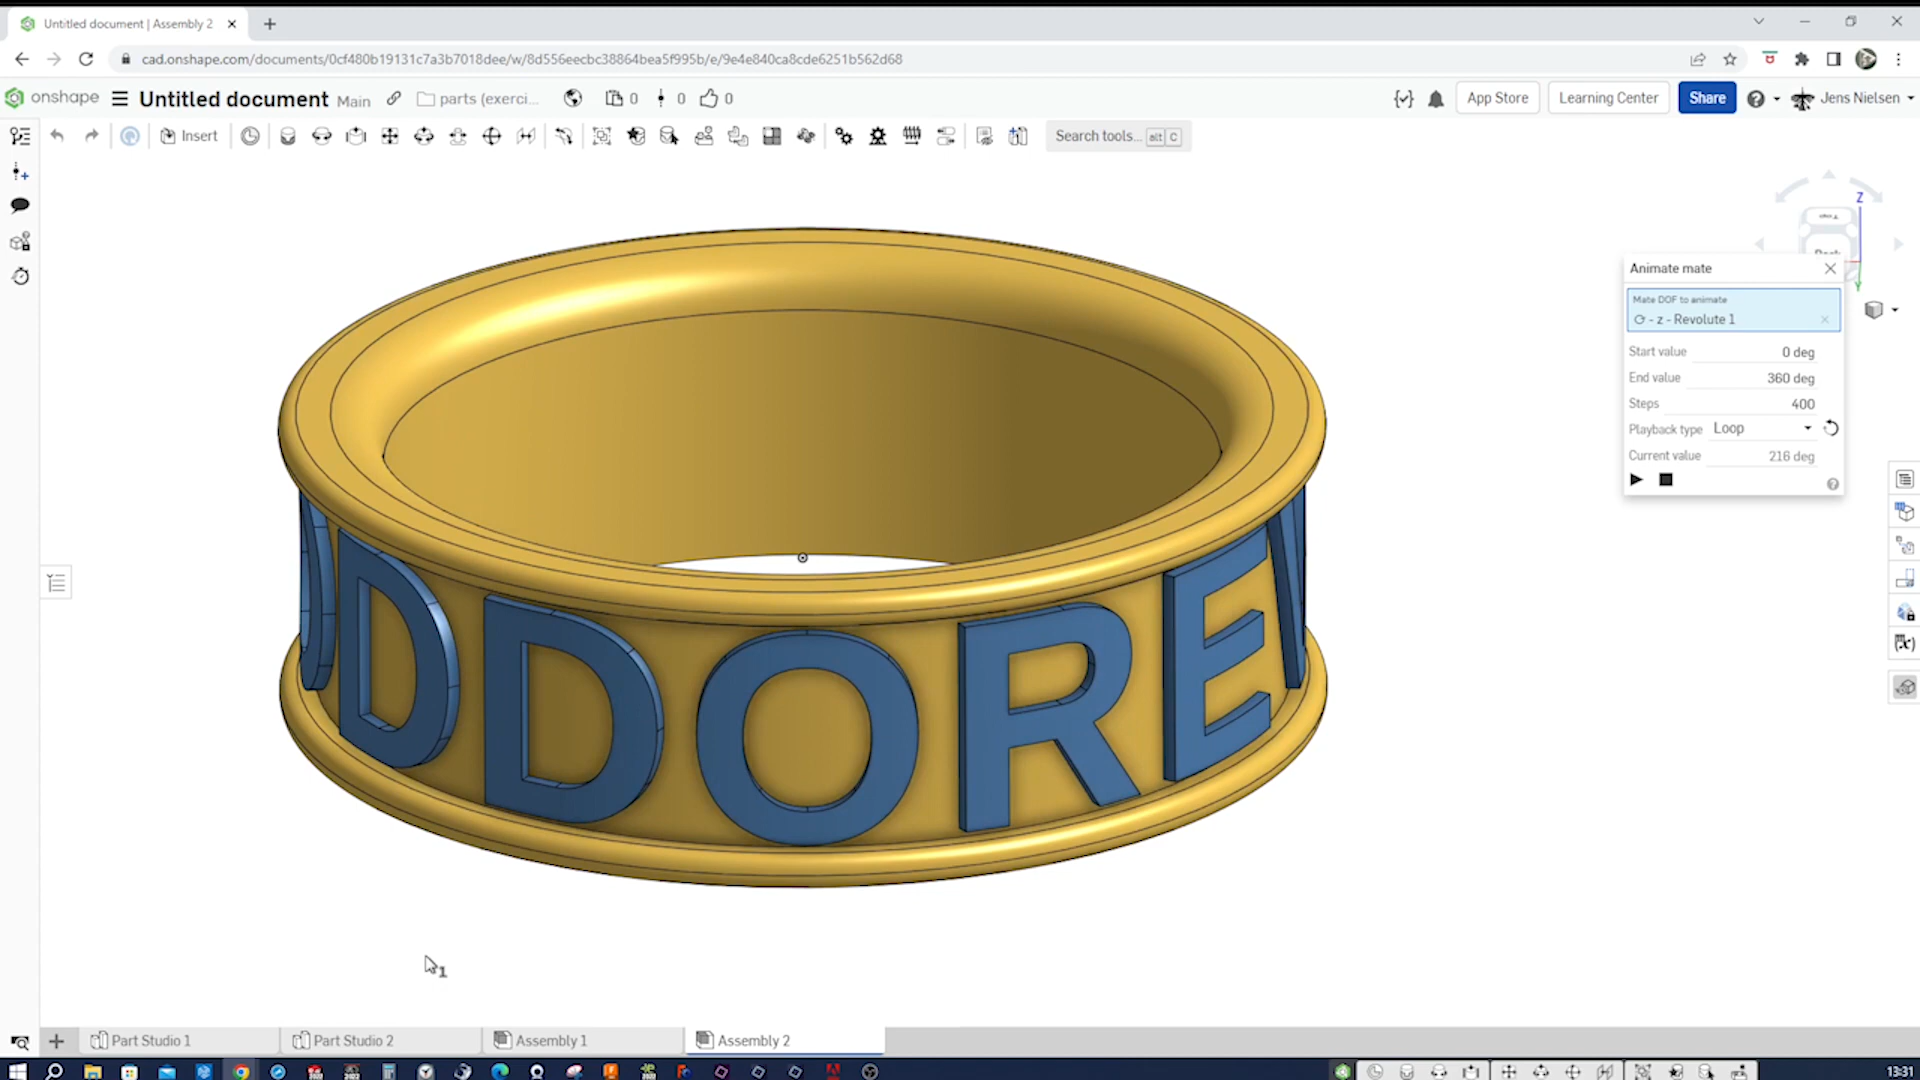 Untitled document | Assembly 2
cad.onshape.com/documents/0cf480b19131c7a3b7018dee/w/8d556eecbc38864bea5f995b/e/9e4e840ca8cde6251b562d68
onshape Untitled document Main parts (exerci... 0 0 0 App Store Learning Center Share Jens Nielsen
Insert Search tools... alt C
Z
Y
Animate mate
Mate DOF to animate
- z - Revolute 1
Start value 0 deg
End value 360 deg
Steps 400
Playback type Loop
Current value 216 deg
DDORE
1
Part Studio 1 Part Studio 2 Assembly 1 Assembly 2
13:31